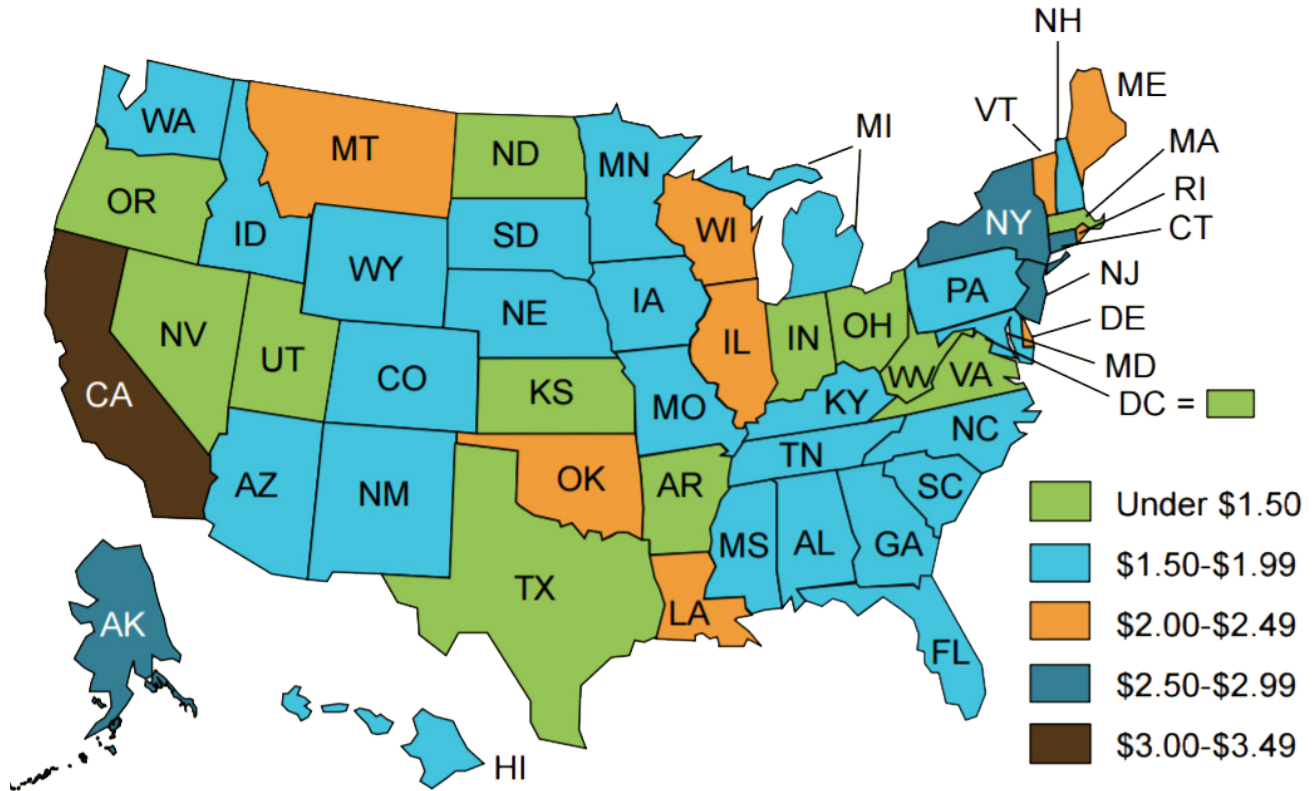 NH
ME
VT
MA
MI
WA
MT
ND
MN
RI
OR
ID
SD
WI
NY
CT
WY
NJ
PA
NE
IA
DE
NV
UT
CO
IL
IN
OH
MD
CA
KS
MO
KY
WV
VA
DC =
NC
TN
AZ
NM
OK
AR
SC
Under $1.50
MS
AL
GA
$1.50-$1.99
TX
LA
$2.00-$2.49
AK
FL
$2.50-$2.99
$3.00-$3.49
HI